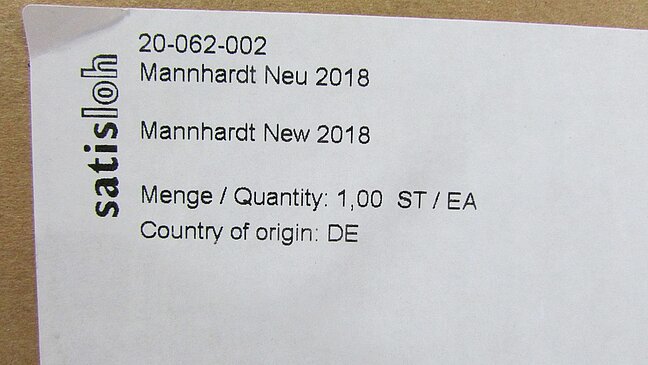 satisloh
20-062-002
Mannhardt Neu 2018
Mannhardt New 2018
Menge / Quantity: 1,00 ST / EA
Country of origin: DE